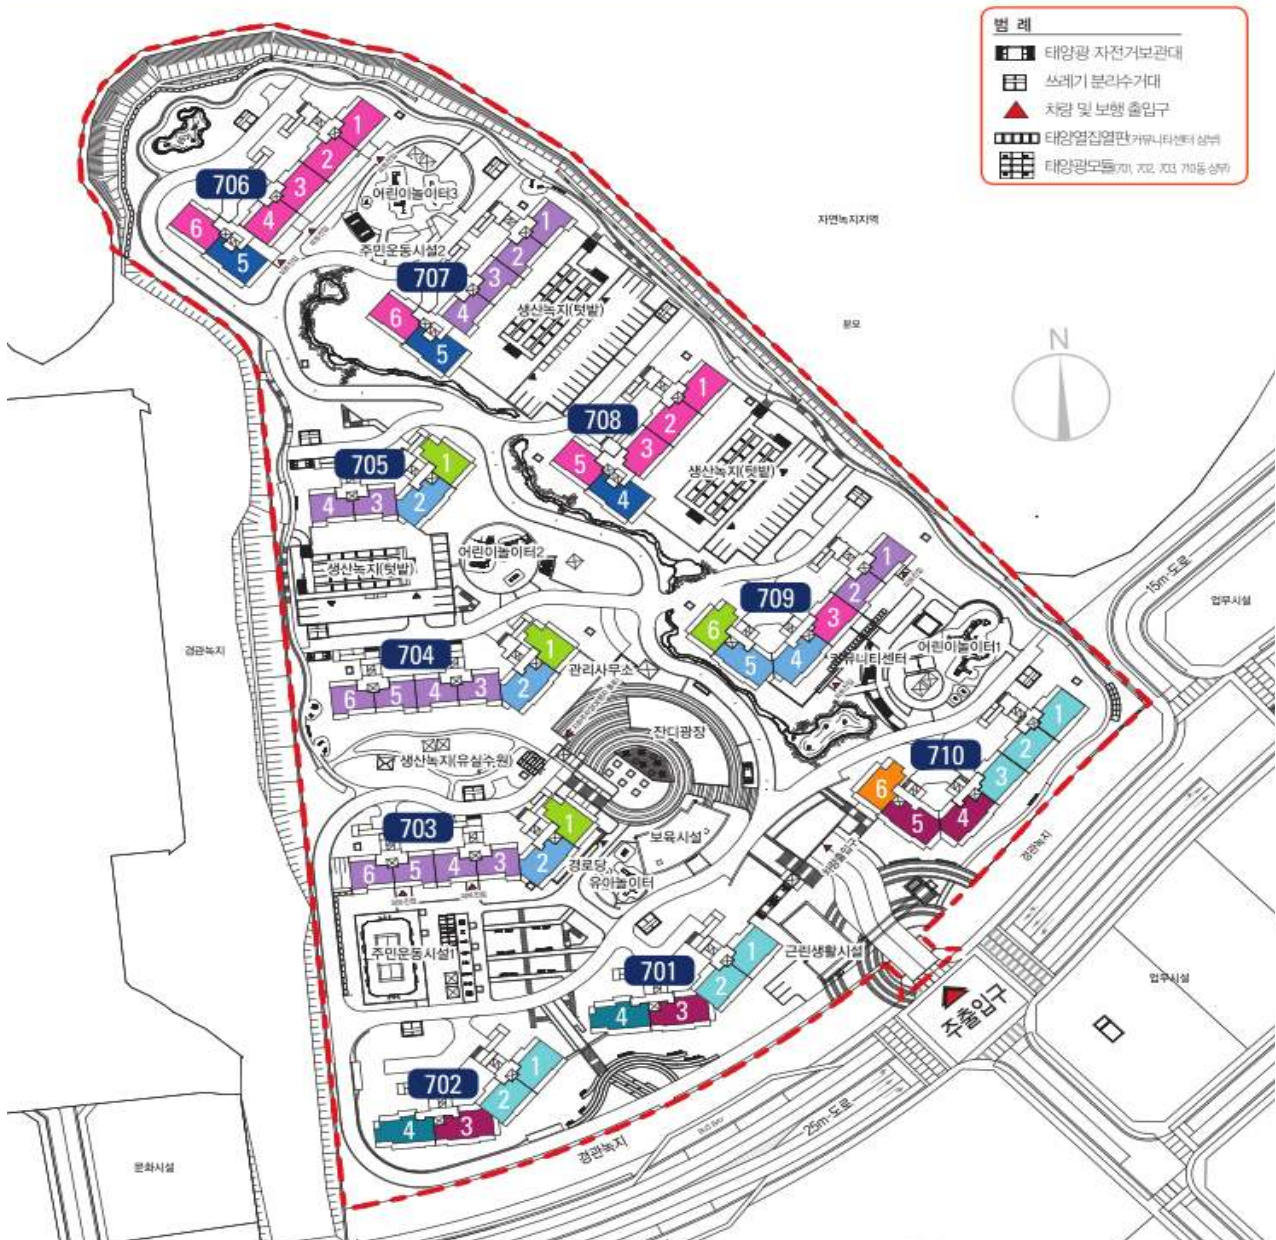 범 례
태양광 자전거보관대
쓰레기 분리수거대
차량 및 보행 출입구
태양열집열판(커뮤니티센터 상부)
태양광모듈(701, 702, 703, 710동 상부)
자연녹지지역
분묘
N
706
1
2
3
4
5
6
어린이놀이터3
주민운동시설2
707
1
2
3
4
5
6
생산녹지(텃밭)
708
1
2
3
4
5
생산녹지(텃밭)
705
1
2
3
4
생산녹지(텃밭)
어린이놀이터2
709
1
2
3
4
5
6
커뮤니티센터
어린이놀이터1
15m-도로
업무시설
경관녹지
704
1
2
3
4
5
6
관리사무소
잔디광장
생산녹지(유실수원)
710
1
2
3
4
5
6
703
1
2
3
4
5
6
경로당
보육시설
유아놀이터
차량출입구
경관녹지
주민운동시설1
701
1
2
3
4
근린생활시설
주출입구
업무시설
702
1
2
3
4
BUS BAY
25m-도로
경관녹지
문화시설